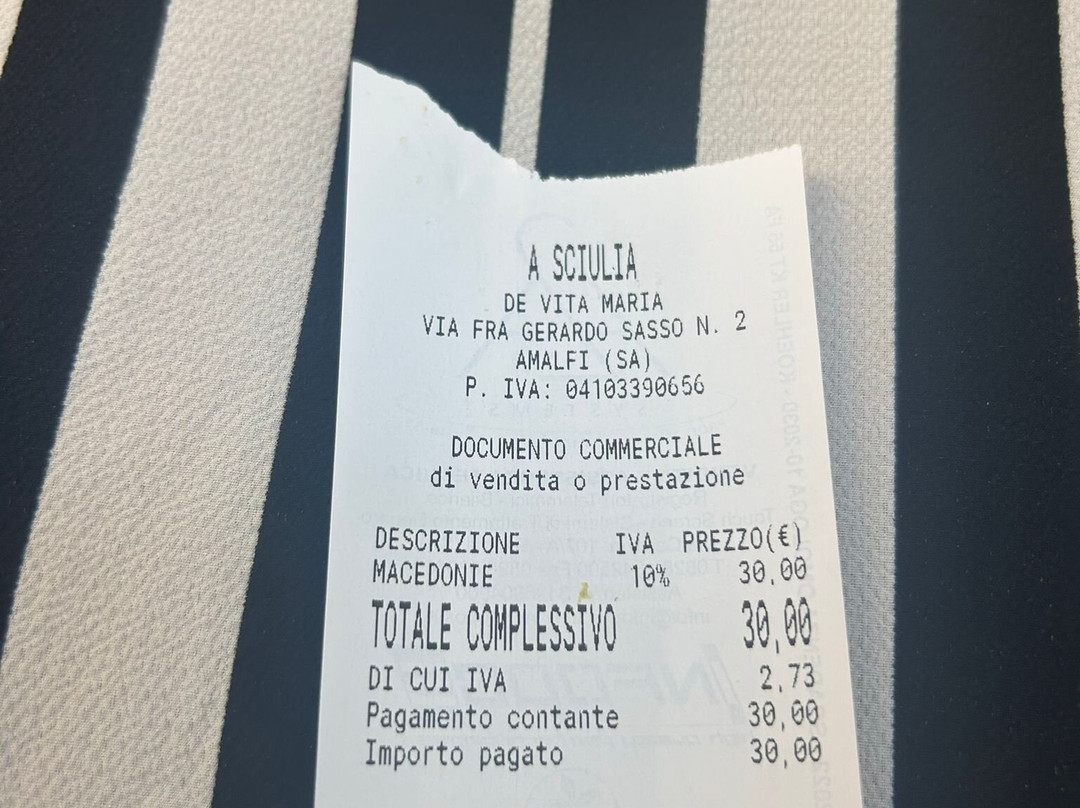 A SCIULIA
DE VITA MARIA
VIA FRA GERARDO SASSO N. 2
AMALFI (SA)
P. IVA: 04103390656
DOCUMENTO COMMERCIALE
di vendita o prestazione
DESCRIZIONE IVA PREZZO(€)
MACEDONIE 10% 30,00
TOTALE COMPLESSIVO 30,00
DI CUI IVA 2,73
Pagamento contante 30,00
Importo pagato 30,00